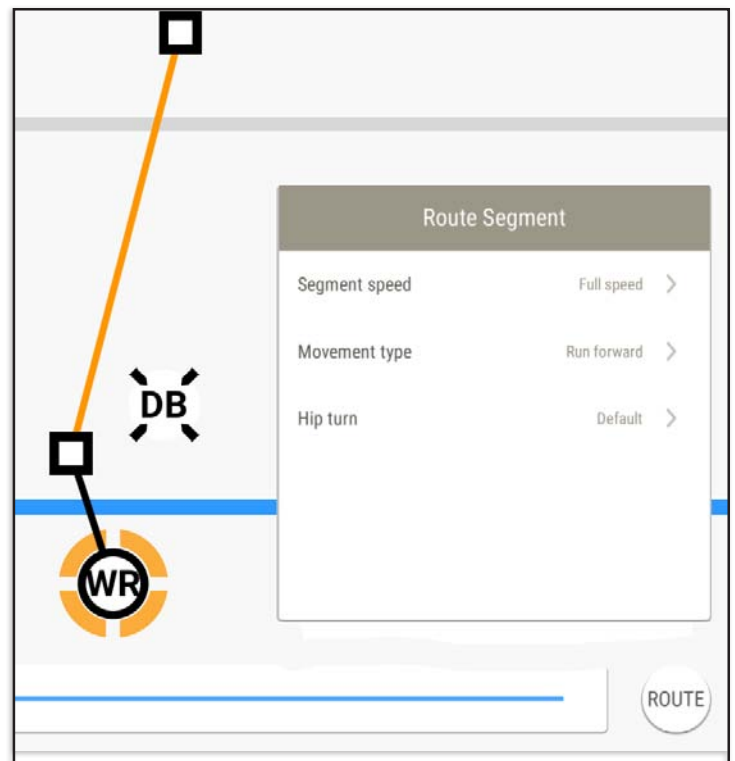 Route Segment
Segment speed Full speed
Movement type Run forward
DB
Hip turn Default
WR
ROUTE